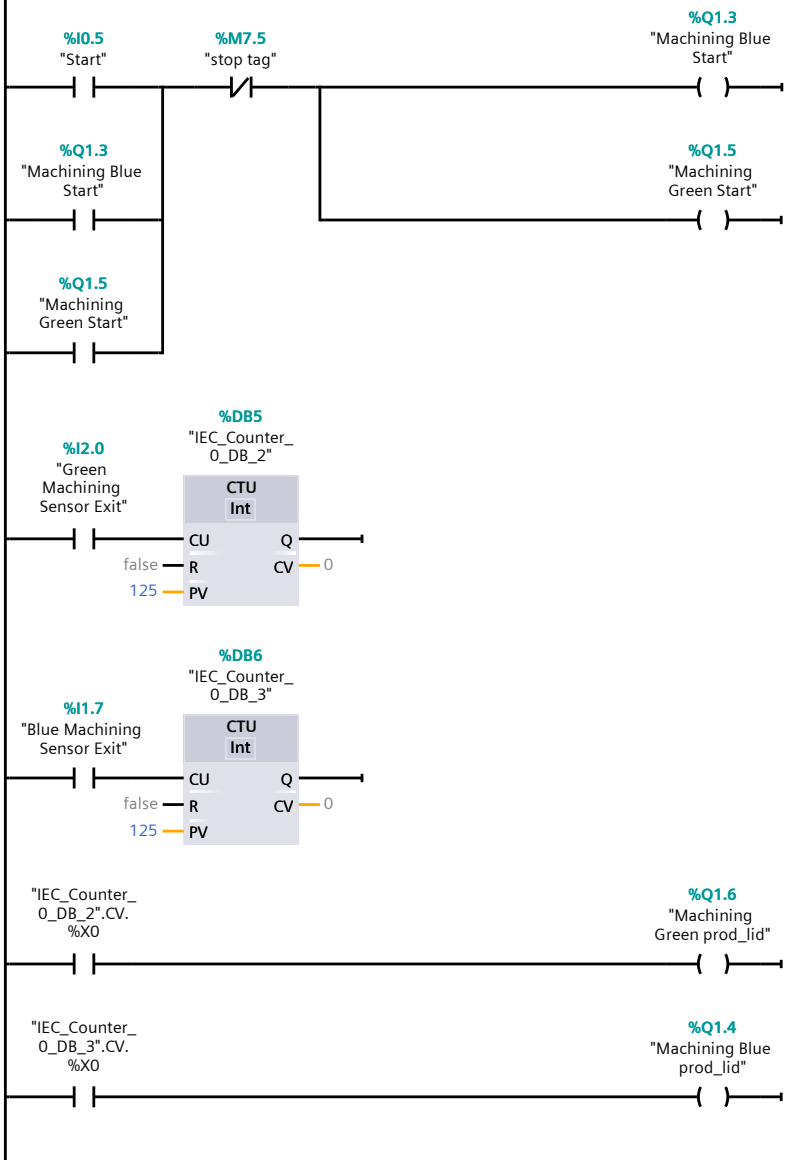 %I0.5
"Start"
%M7.5
"stop tag"
%Q1.3
"Machining Blue
Start"
%Q1.3
"Machining Blue
Start"
%Q1.5
"Machining
Green Start"
%Q1.5
"Machining
Green Start"
%DB5
"IEC_Counter_
0_DB_2"
%I2.0
"Green
Machining
Sensor Exit"
CTU
Int
CU
Q
false
R
CV
0
125
PV
%DB6
"IEC_Counter_
0_DB_3"
%I1.7
"Blue Machining
Sensor Exit"
CTU
Int
CU
Q
false
R
CV
0
125
PV
"IEC_Counter_
0_DB_2".CV.
%X0
%Q1.6
"Machining
Green prod_lid"
"IEC_Counter_
0_DB_3".CV.
%X0
%Q1.4
"Machining Blue
prod_lid"